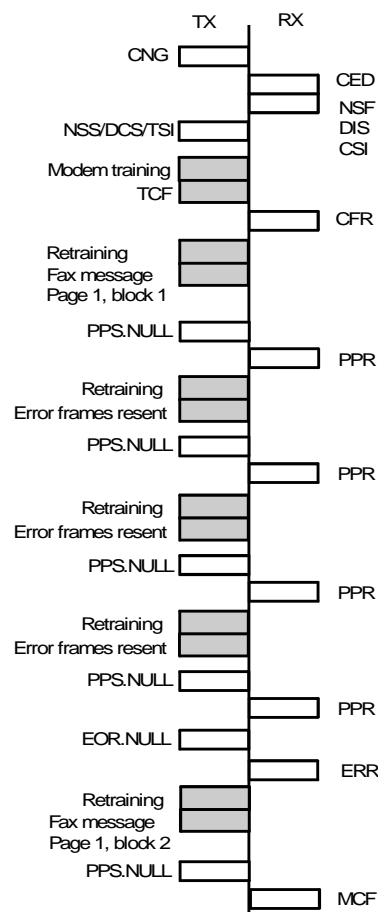 TX RX
CNG
CED
NSF
DIS
CSI
NSS/DCS/TSI
Modem training
TCF
CFR
Retraining
Fax message
Page 1, block 1
PPS.NULL
PPR
Retraining
Error frames resent
PPS.NULL
PPR
Retraining
Error frames resent
PPS.NULL
PPR
Retraining
Error frames resent
PPS.NULL
PPR
EOR.NULL
ERR
Retraining
Fax message
Page 1, block 2
PPS.NULL
MCF